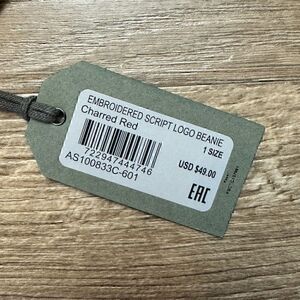 EMBROIDERED SCRIPT LOGO BEANIE
Charred Red
1 SIZE
722947444746
USD $49.00
AS100833C-601
EAC